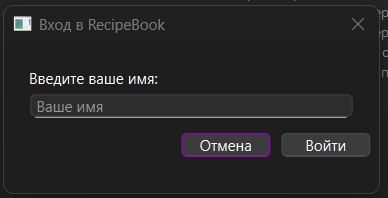 Вход в RecipeBook
Введите ваше имя:
Ваше имя
Отмена
Войти